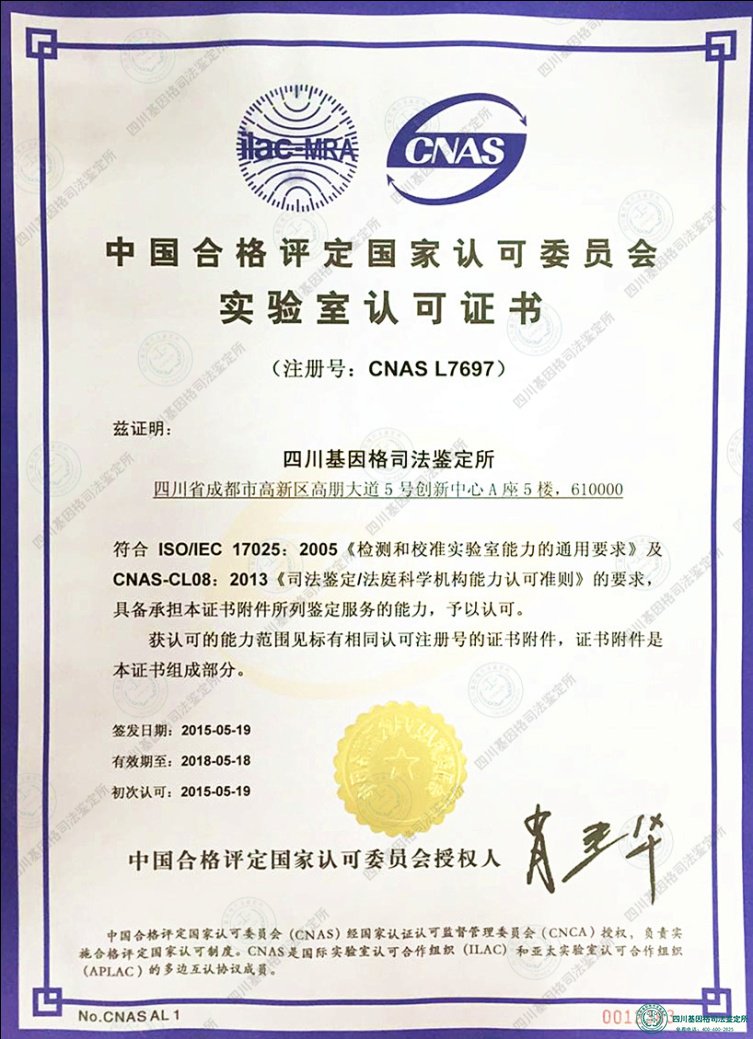 ilac-MRA
CNAS
中国合格评定国家认可委员会
实验室认可证书
（注册号：CNAS L7697）
兹证明：
四川基因格司法鉴定所
四川省成都市高新区高朋大道5号创新中心A座5楼，610000
符合 ISO/IEC 17025：2005《检测和校准实验室能力的通用要求》及
CNAS-CL08：2013《司法鉴定/法庭科学机构能力认可准则》的要求，
具备承担本证书附件所列鉴定服务的能力，予以认可。
获认可的能力范围见标有相同认可注册号的证书附件，证书附件是
本证书组成部分。
签发日期：2015-05-19
有效期至：2018-05-18
初次认可：2015-05-19
中国合格评定国家认可委员会授权人
中国合格评定国家认可委员会（CNAS）经国家认证认可监督管理委员会（CNCA）授权，负责实
施合格评定国家认可制度。CNAS是国际实验室认可合作组织（ILAC）和亚太实验室认可合作组织
（APLAC）的多边互认协议成员。
No.CNAS AL 1
四川基因格司法鉴定所
免费电话：400-600-2625